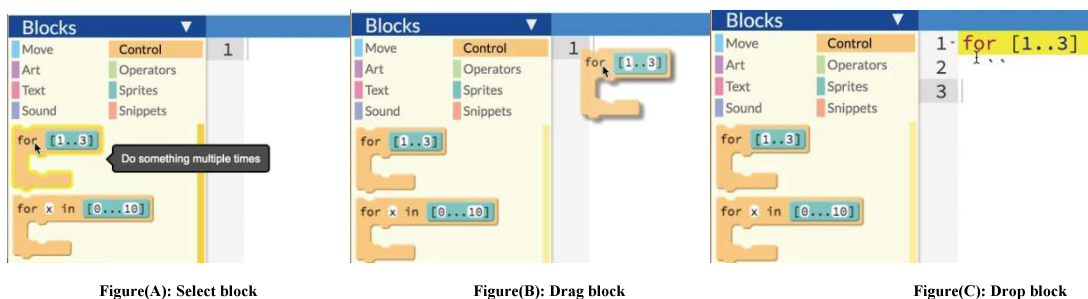 Blocks ▼
Move Control
Art Operators
Text Sprites
Sound Snippets
for [1..3]
Do something multiple times
for x in [0...10]
1
Figure(A): Select block
Blocks ▼
Move Control
Art Operators
Text Sprites
Sound Snippets
for [1..3]
for x in [0...10]
1
for [1..3]
Figure(B): Drag block
Blocks ▼
Move Control
Art Operators
Text Sprites
Sound Snippets
for [1..3]
for x in [0...10]
1 for [1..3]
2 ``
3
Figure(C): Drop block